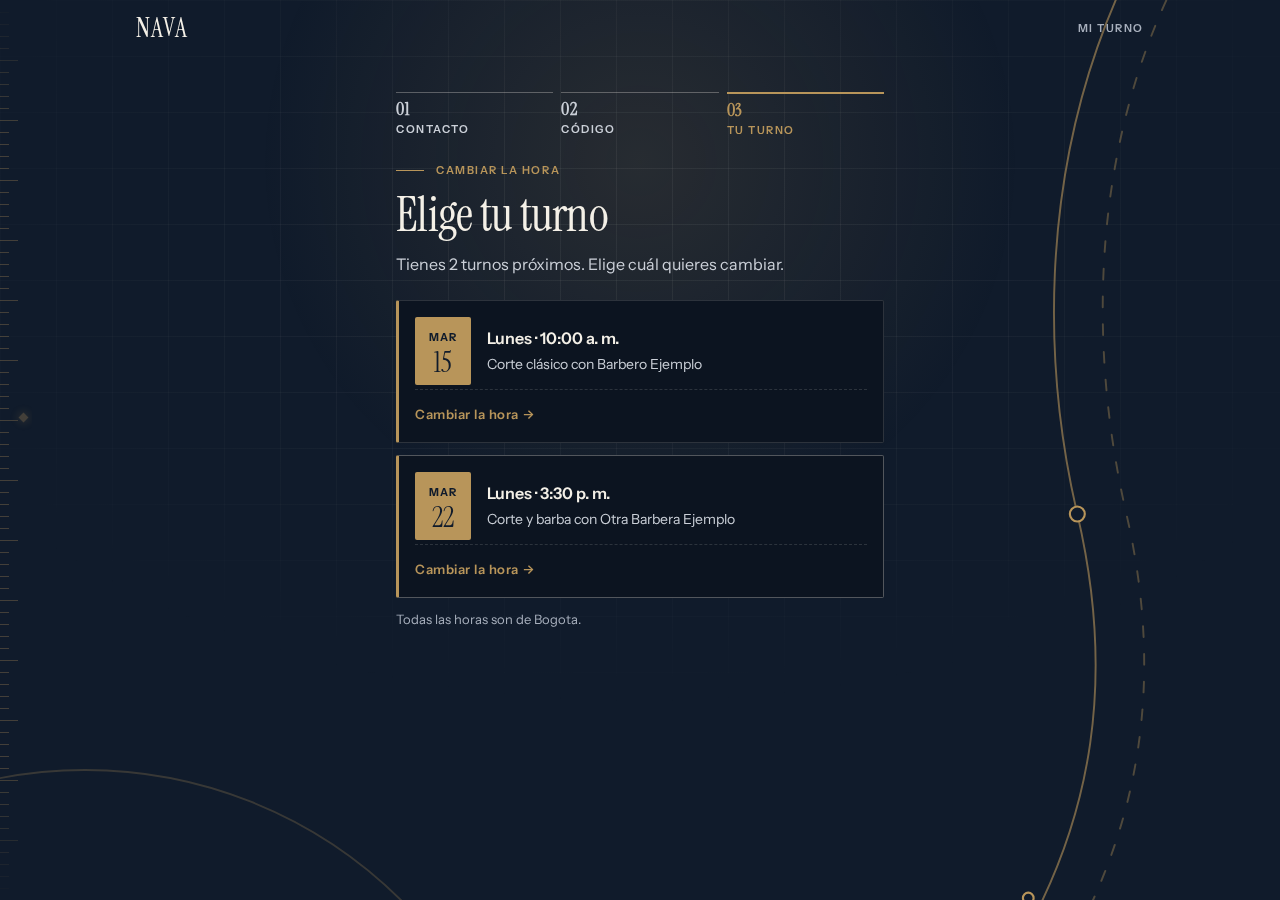 NAVA
MI TURNO
01
CONTACTO
02
CÓDIGO
03
TU TURNO
CAMBIAR LA HORA
Elige tu turno
Tienes 2 turnos próximos. Elige cuál quieres cambiar.
MAR
15
Lunes · 10:00 a. m.
Corte clásico con Barbero Ejemplo
Cambiar la hora →
MAR
22
Lunes · 3:30 p. m.
Corte y barba con Otra Barbera Ejemplo
Cambiar la hora →
Todas las horas son de Bogota.